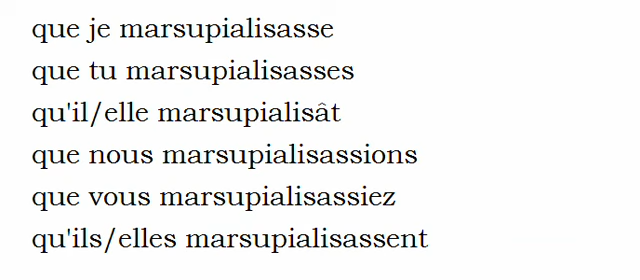 que je marsupialisasse
que tu marsupialisasses
qu'il/elle marsupialisât
que nous marsupialisassions
que vous marsupialisassiez
qu'ils/elles marsupialisassent